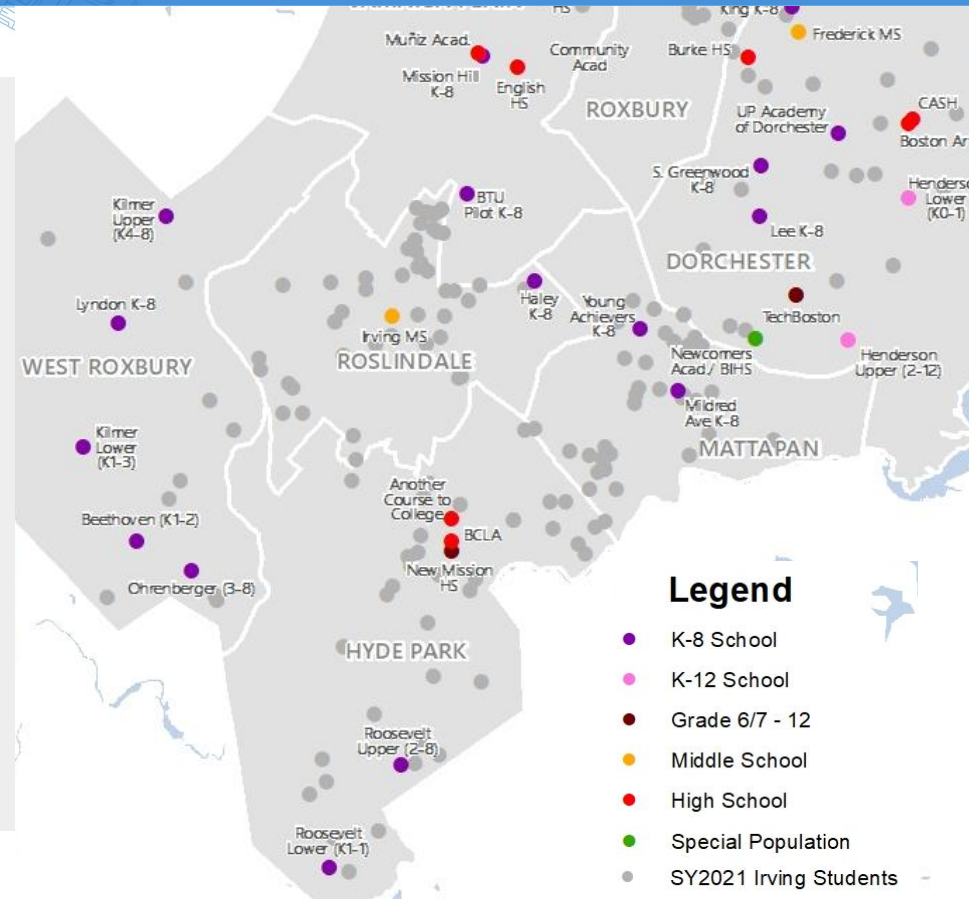 HS
King K-8
Muñiz Acad.
Mission Hill
K-8
English
HS
Community
Acad
Burke HS
Frederick MS
ROXBURY
UP Academy
of Dorchester
CASH
Boston Ar
S. Greenwood
K-8
Henderso
Lower
(K0-1)
Kilmer
Upper
(K4-8)
BTU
Pilot K-8
Lee K-8
DORCHESTER
Lyndon K-8
Haley
K-8
Young
Achievers
K-8
TechBoston
Irving MS
WEST ROXBURY
ROSLINDALE
Newcomers
Acad./ BIHS
Henderson
Upper (2-12)
Mildred
Ave K-8
Kilmer
Lower
(K1-3)
MATTAPAN
Another
Course to
College
Beethoven (K1-2)
BCLA
New Mission
HS
Ohrenberger (3-8)
HYDE PARK
Roosevelt
Upper (2-8)
Roosevelt
Lower (K1-1)
Legend
K-8 School
K-12 School
Grade 6/7 - 12
Middle School
High School
Special Population
SY2021 Irving Students